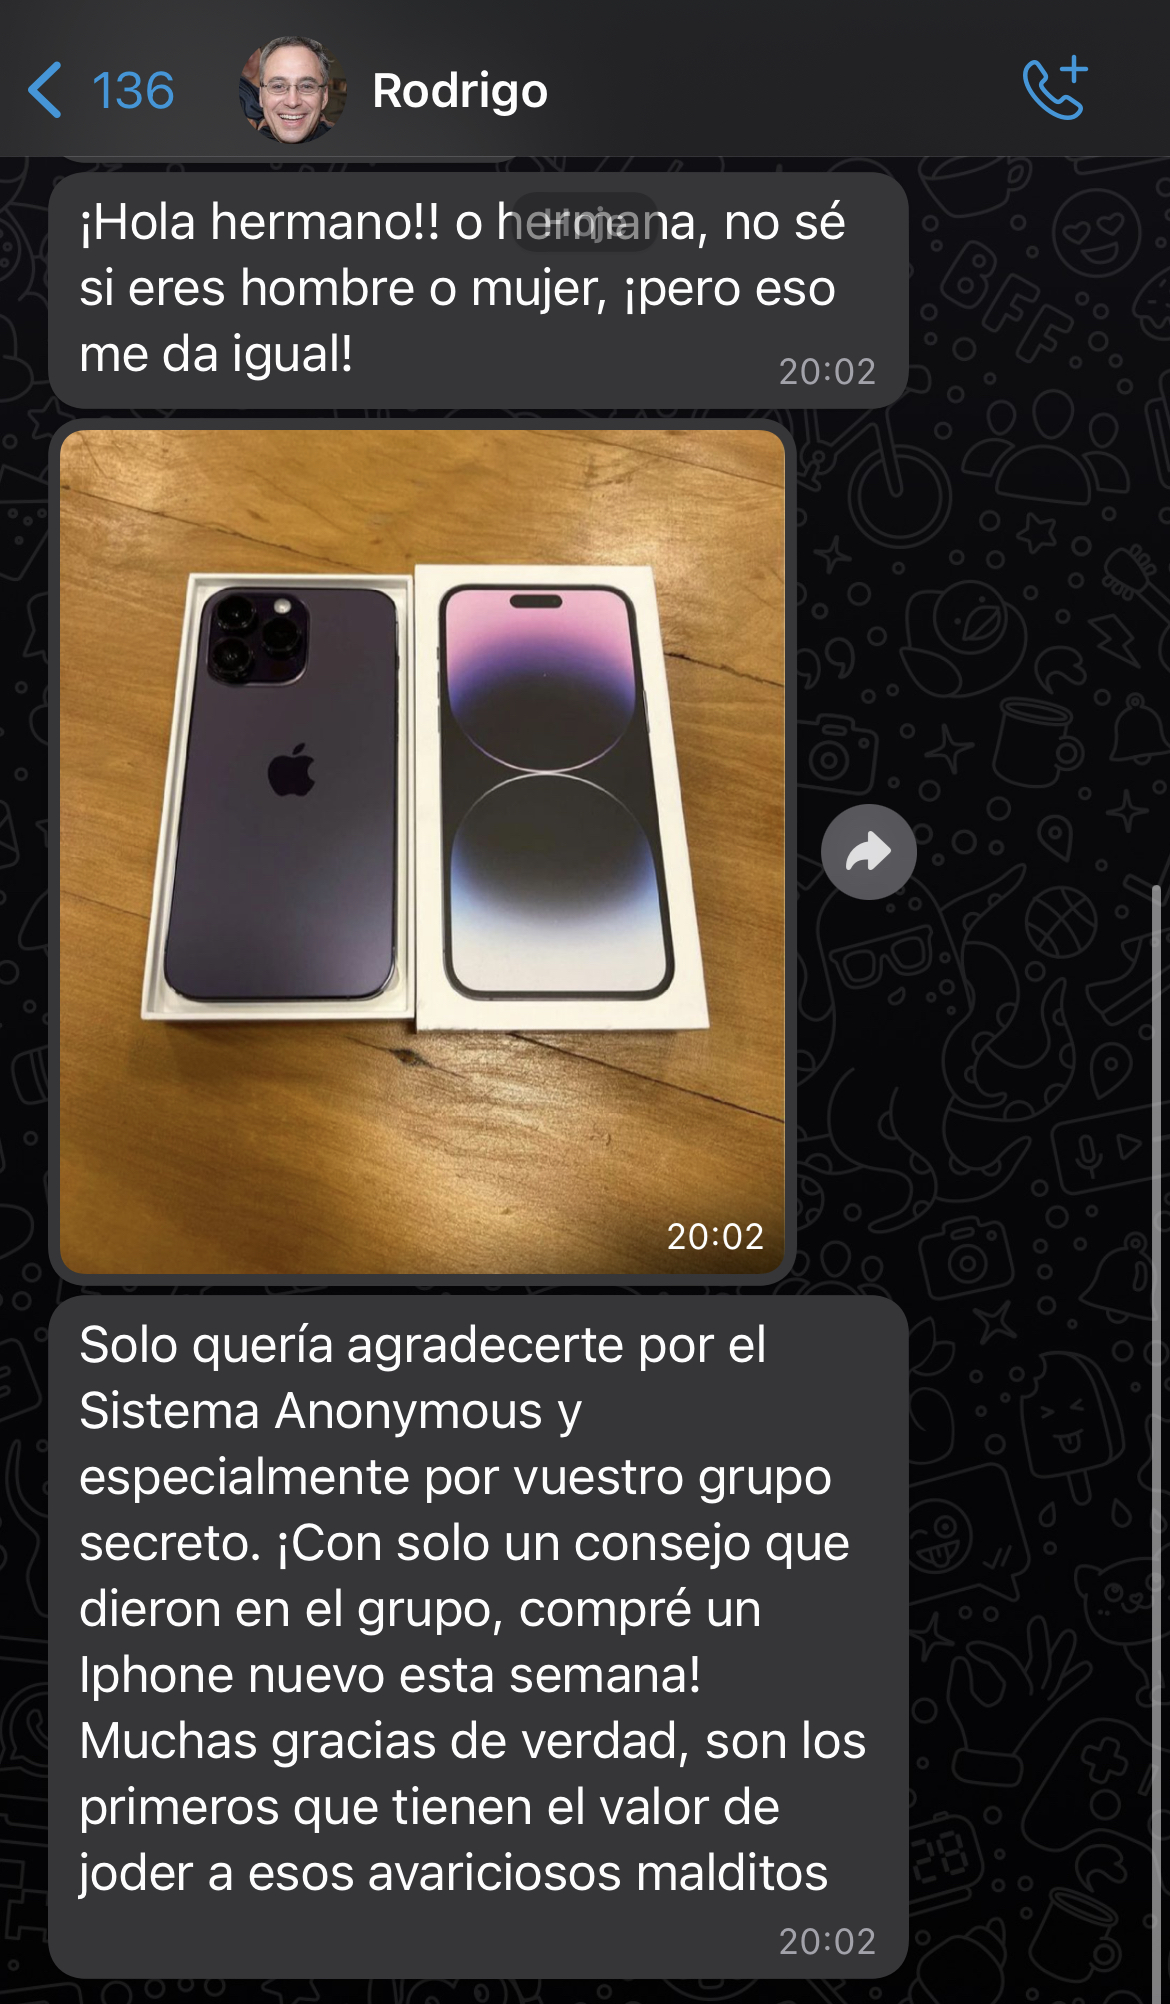 136
Rodrigo
¡Hola hermano!! o hermana, no sé
si eres hombre o mujer, ¡pero eso
me da igual!
20:02
Hoje
20:02
Solo quería agradecerte por el
Sistema Anonymous y
especialmente por vuestro grupo
secreto. ¡Con solo un consejo que
dieron en el grupo, compré un
Iphone nuevo esta semana!
Muchas gracias de verdad, son los
primeros que tienen el valor de
joder a esos avariciosos malditos
20:02